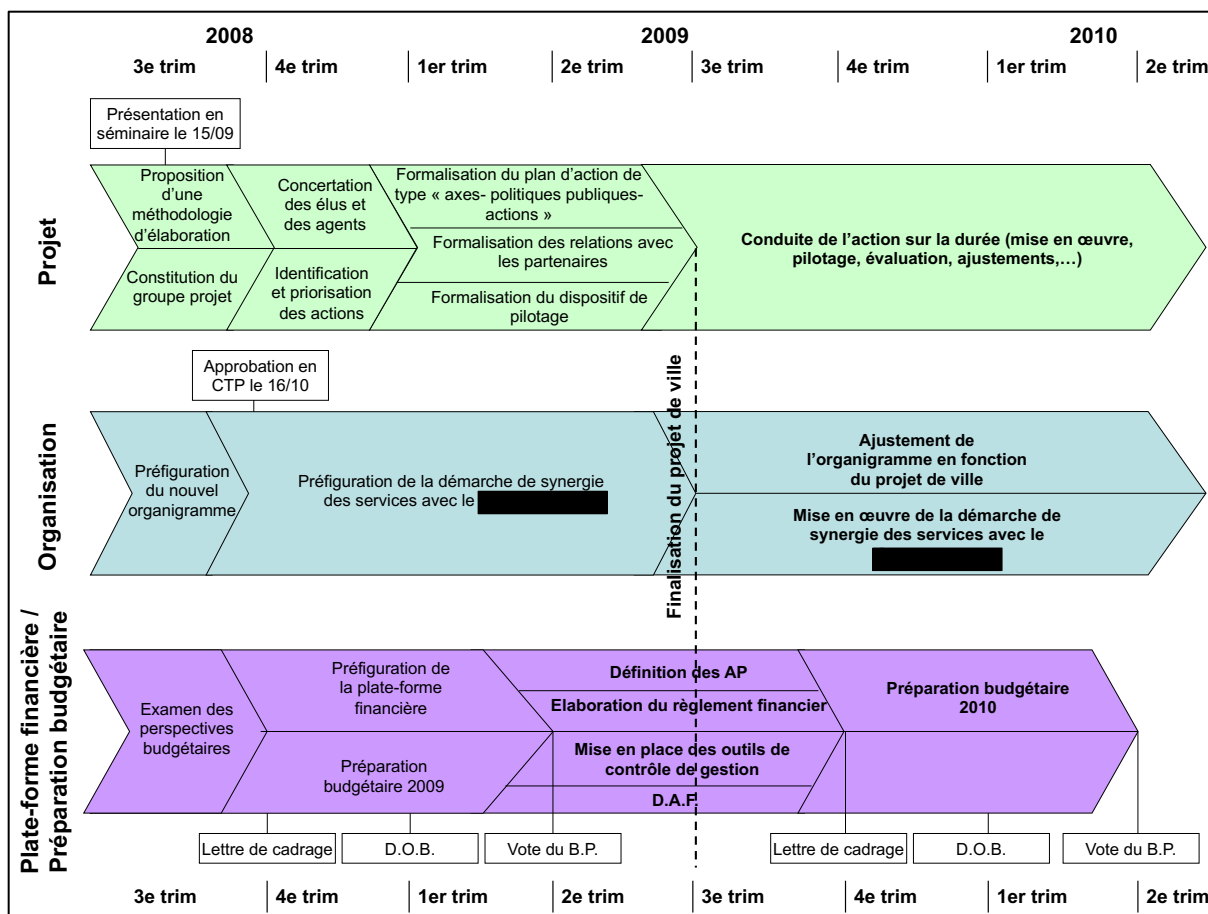 2008 2009 2010
3e trim 4e trim 1er trim 2e trim 3e trim 4e trim 1er trim 2e trim
Présentation en
séminaire le 15/09
Projet
Proposition
d’une
méthodologie
d’élaboration
Constitution du
groupe projet
Concertation
des élus et
des agents
Identification
et priorisation
des actions
Formalisation du plan d’action de
type « axes- politiques publiques-
actions »
Formalisation des relations avec
les partenaires
Formalisation du dispositif de
pilotage
Conduite de l’action sur la durée (mise en œuvre,
pilotage, évaluation, ajustements,…)
Finalisation du projet de ville
Approbation en
CTP le 16/10
Organisation
Préfiguration
du nouvel
organigramme
Préfiguration de la démarche de synergie
des services avec le
Ajustement de
l’organigramme en fonction
du projet de ville
Mise en œuvre de la démarche de
synergie des services avec le
Plate-forme financière /
Préparation budgétaire
Examen des
perspectives
budgétaires
Préfiguration de
la plate-forme
financière
Préparation
budgétaire 2009
Définition des AP
Elaboration du règlement financier
Mise en place des outils de
contrôle de gestion
D.A.F.
Préparation budgétaire
2010
Lettre de cadrage D.O.B. Vote du B.P. Lettre de cadrage D.O.B. Vote du B.P.
3e trim 4e trim 1er trim 2e trim 3e trim 4e trim 1er trim 2e trim